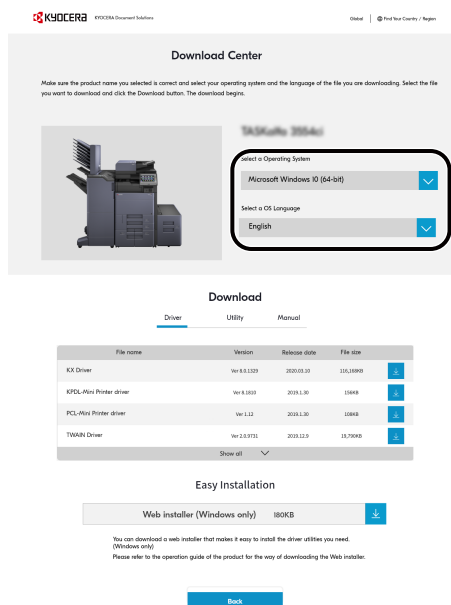 KYOCERA KYOCERA Document Solutions Global Find Your Country / Region
Download Center
Make sure the product name you selected is correct and select your operating system and the language of the file you are downloading. Select the file
you want to download and click the Download button. The download begins.
Select a Operating System
Microsoft Windows 10 (64-bit)
Select a OS Language
English
Download
Driver Utility Manual
File name Version Release date File size
KX Driver Ver 8.0.1329 2020.03.10 116,168KB
KPDL-Mini Printer driver Ver 8.1810 2019.1.30 156KB
PCL-Mini Printer driver Ver 1.12 2019.1.30 108KB
TWAIN Driver Ver 2.0.9731 2019.12.9 19,790KB
Show all
Easy Installation
Web installer (Windows only) 180KB
You can download a web installer that makes it easy to install the driver utilities you need.
(Windows only)
Please refer to the operation guide of the product for the way of downloading the Web installer.
Back